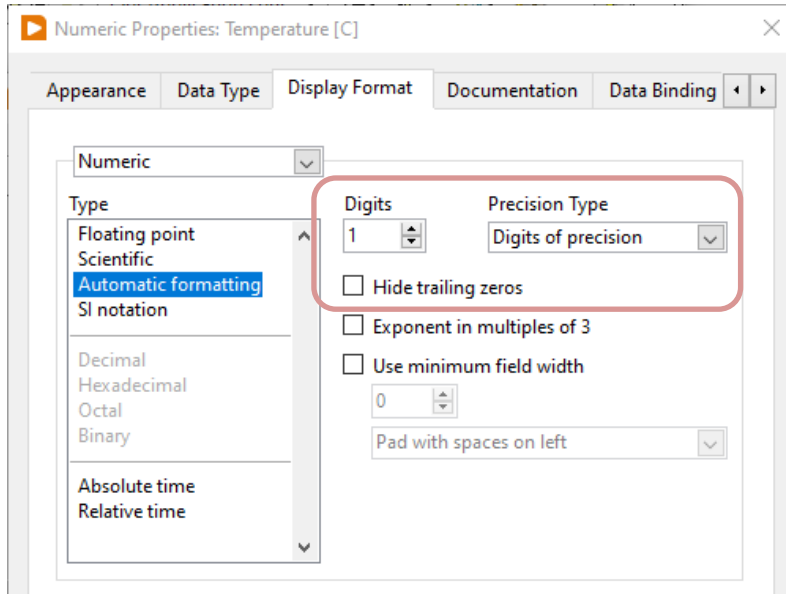 Numeric Properties: Temperature [C]
Appearance Data Type Display Format Documentation Data Binding
Numeric
Type
Floating point
Scientific
Automatic formatting
SI notation
Decimal
Hexadecimal
Octal
Binary
Absolute time
Relative time
Digits Precision Type
1 Digits of precision
Hide trailing zeros
Exponent in multiples of 3
Use minimum field width
0
Pad with spaces on left